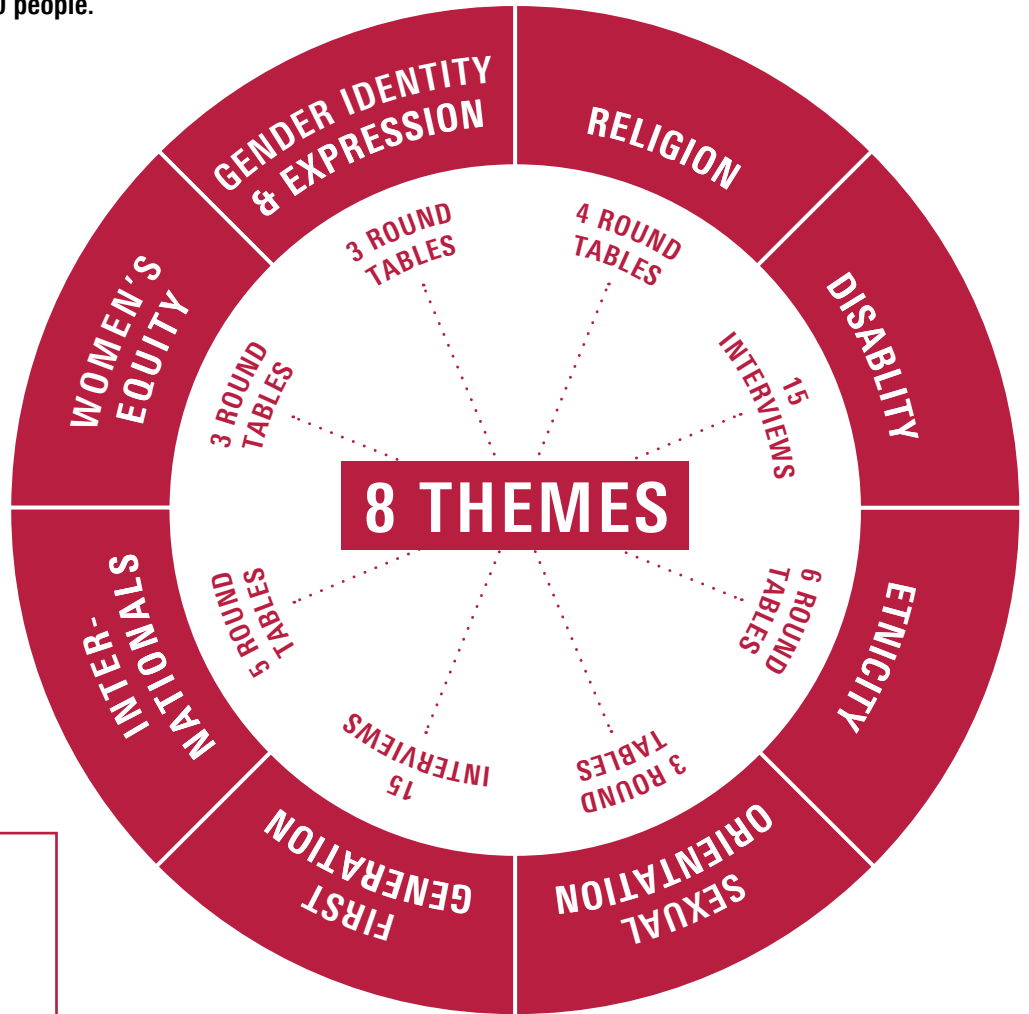 people.
GENDER IDENTITY
& EXPRESSION
RELIGION
DISABLITY
ETNICITY
SEXUAL
ORIENTATION
FIRST
GENERATION
INTER-
NATIONALS
WOMEN'S
EQUITY
3 ROUND
TABLES
4 ROUND
TABLES
15
INTERVIEWS
6 ROUND
TABLES
3 ROUND
TABLES
15
INTERVIEWS
5 ROUND
TABLES
3 ROUND
TABLES
8 THEMES